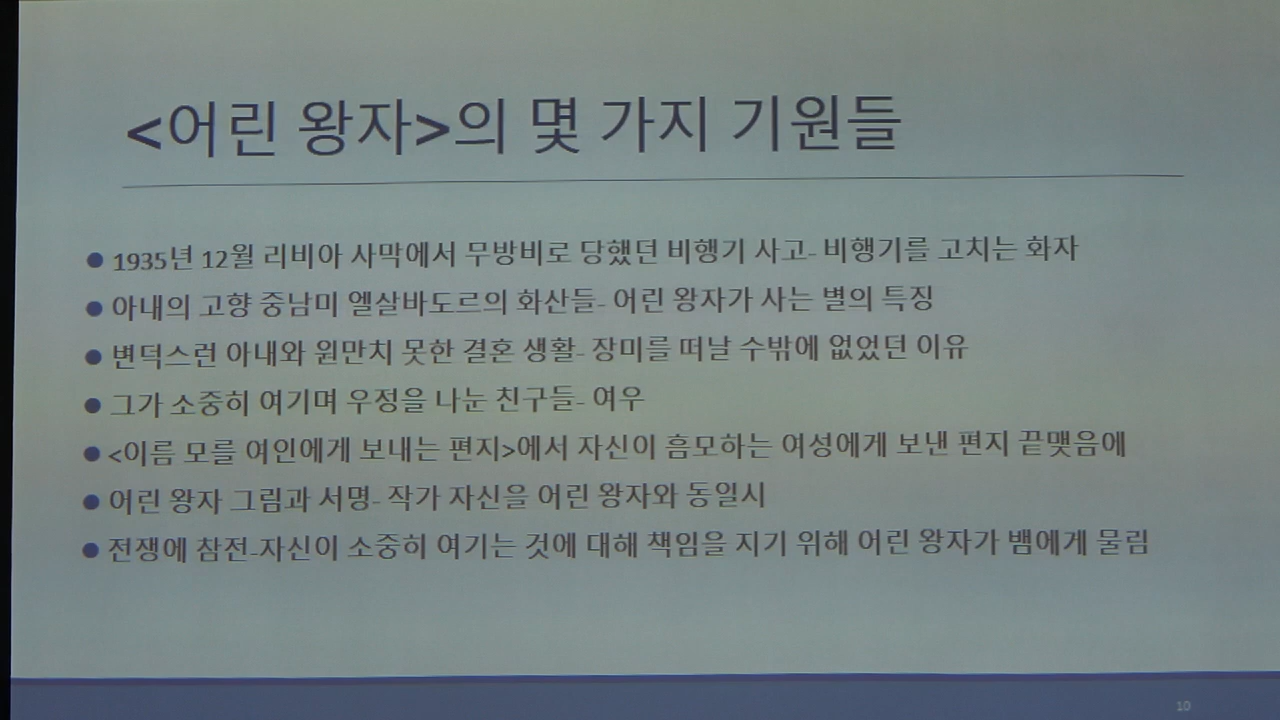 <어린 왕자>의 몇 가지 기원들
● 1935년 12월 리비아 사막에서 무방비로 당했던 비행기 사고- 비행기를 고치는 화자
● 아내의 고향 중남미 엘살바도르의 화산들- 어린 왕자가 사는 별의 특징
● 변덕스런 아내와 원만치 못한 결혼 생활- 장미를 떠날 수밖에 없었던 이유
● 그가 소중히 여기며 우정을 나눈 친구들- 여우
● <이름 모를 여인에게 보내는 편지>에서 자신이 흠모하는 여성에게 보낸 편지 끝맺음에
● 어린 왕자 그림과 서명- 작가 자신을 어린 왕자와 동일시
● 전쟁에 참전-자신이 소중히 여기는 것에 대해 책임을 지기 위해 어린 왕자가 뱀에게 물림
10